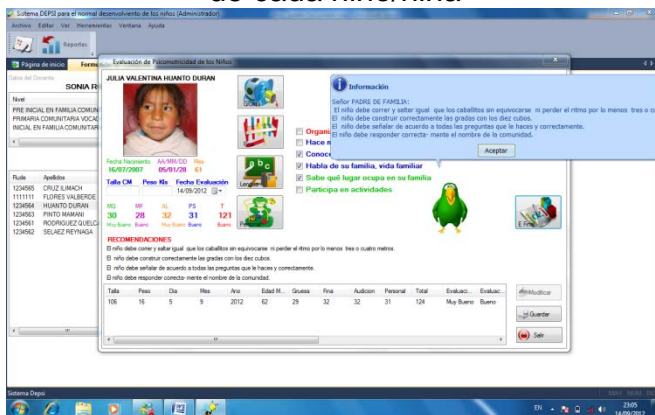 de cada niño/niña
Sistema DEPSI para el normal desenvolviento de los niños (Administrador)
Archivo Editar Ver Herramientas Ventana Ayuda
Reportes
Página de inicio
Evaluación de Psicomotricidad de los Niños
Datos del Docente
SONIA R
Nivel
PRE INICIAL EN FAMILIA COMUN
PRIMARIA COMUNITARIA VOCAC
INICIAL EN FAMILIA COMUNITAR
Rude Apellidos
1234565 CRUZ ILIMACH
1111111 FLORES VALBERDE
1234564 HUANTO DURAN
1234563 PINTO MAMANI
1234561 RODRIGUEZ QUELCA
1234562 SELAEZ REYNAGA
JULIA VALENTINA HUANTO DURAN
Fecha Nacimiento AA/MM/DD Mes
16/07/2007 05/01/28 61
Talla CM Peso Kls Fecha Evaluación
14/09/2012
MG MF AL PS T
30 28 32 31 121
Muy Bueno Bueno Muy Bueno Bueno Bueno
Organi
Hace m
Conoce
Habla de su familia, vida familiar
Sabe qué lugar ocupa en su familia
Participa en actividades
Información
Señor PADRE DE FAMILIA:
El niño debe correr y saltar igual que los caballitos sin equivocarse ni perder el ritmo por lo menos tres o cu
El niño debe construir correctamente las gradas con los diez cubos.
El niño debe señalar de acuerdo a todas las preguntas que le haces y correctamente.
El niño debe responder correcta- mente el nombre de la comunidad.
Aceptar
RECOMENDACIONES
El niño debe correr y saltar igual que los caballitos sin equivocarse ni perder el ritmo por lo menos tres o cuatro metros.
El niño debe construir correctamente las gradas con los diez cubos.
El niño debe señalar de acuerdo a todas las preguntas que le haces y correctamente.
El niño debe responder correcta- mente el nombre de la comunidad.
Talla Peso Dia Mes Ano Edad M... Gruesa Fina Audicion Personal Total Evaluaci... Evaluac...
106 16 5 9 2012 62 29 32 32 31 124 Muy Bueno Bueno
Modificar
Guardar
Salir
Sistema Depsi
EN
23:05
14/09/2012